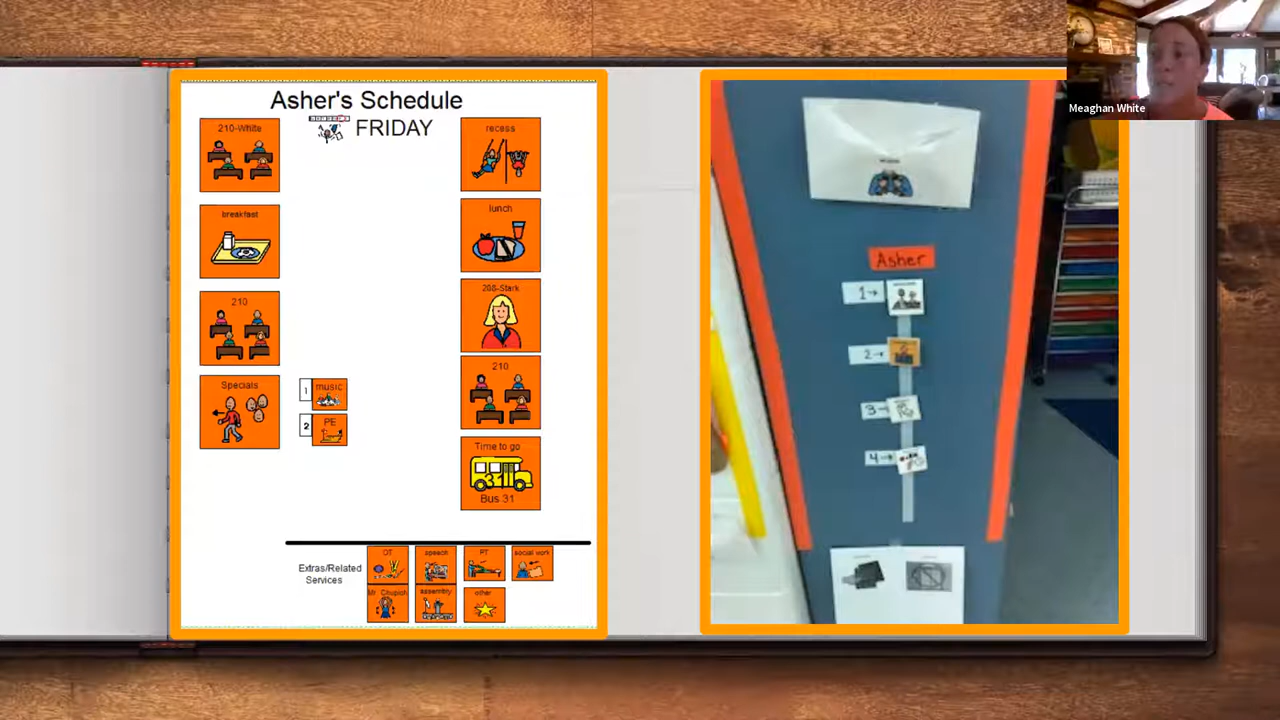 Asher's Schedule
FRIDAY
210-White
breakfast
210
Specials
1 music
2 PE
recess
lunch
208-Stark
210
Time to go
31
Bus 31
Extras/Related
Services
OT
speech
PT
social work
assembly
other
Asher
1→
2→
3→
4→
Meaghan White